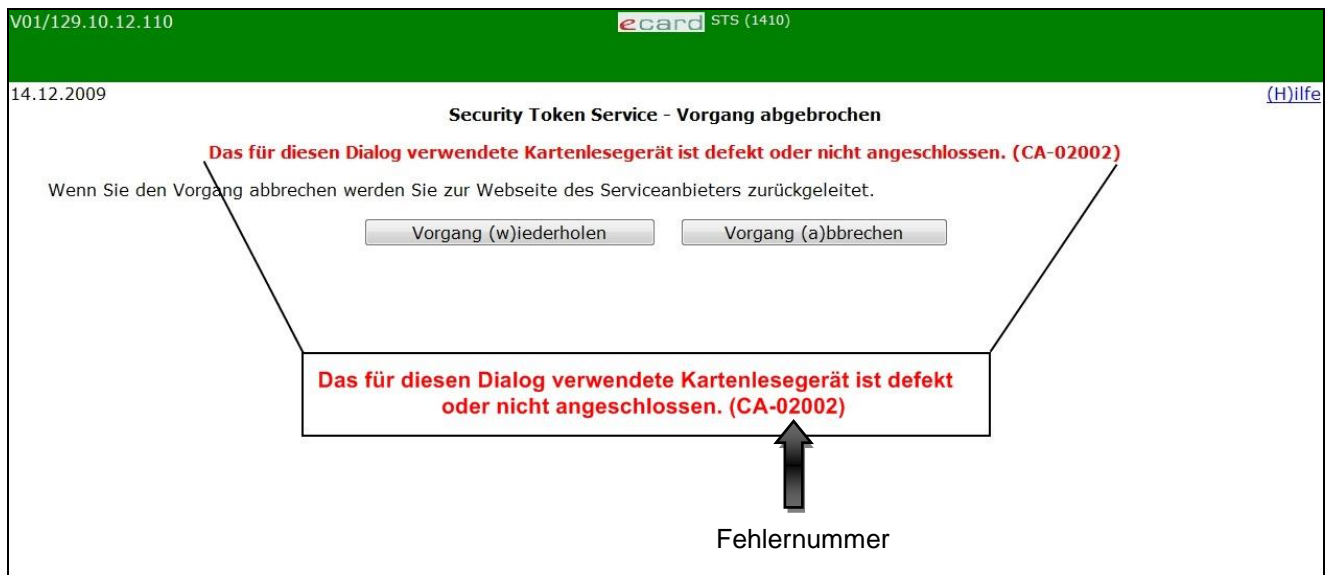 V01/129.10.12.110 ecard STS (1410)
14.12.2009 (H)ilfe
Security Token Service - Vorgang abgebrochen
Das für diesen Dialog verwendete Kartenlesegerät ist defekt oder nicht angeschlossen. (CA-02002)
Wenn Sie den Vorgang abbrechen werden Sie zur Webseite des Serviceanbieters zurückgeleitet.
Vorgang (w)iederholen Vorgang (a)bbrechen
Das für diesen Dialog verwendete Kartenlesegerät ist defekt
oder nicht angeschlossen. (CA-02002)
Fehlernummer